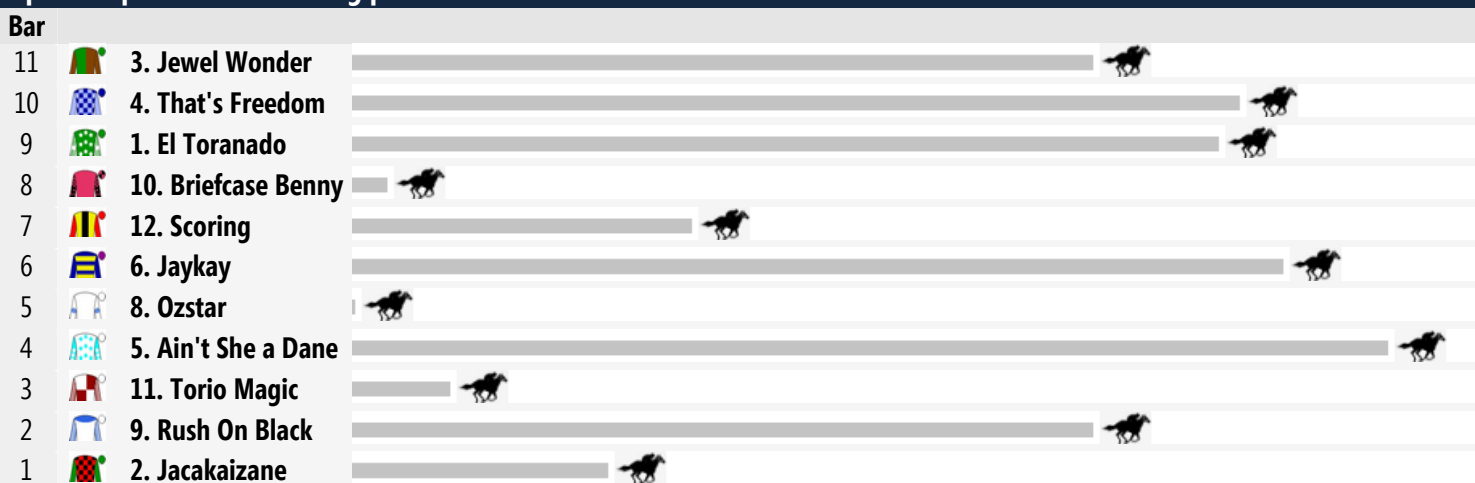 Bar
11 3. Jewel Wonder
10 4. That's Freedom
9 1. El Toranado
8 10. Briefcase Benny
7 12. Scoring
6 6. Jaykay
5 8. Ozstar
4 5. Ain't She a Dane
3 11. Torio Magic
2 9. Rush On Black
1 2. Jacakaizane